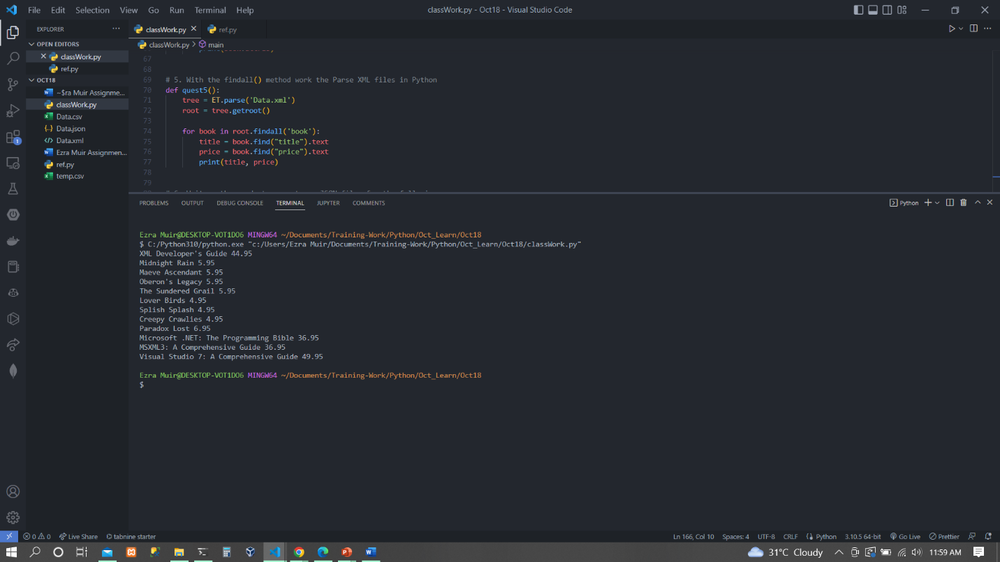 File Edit Selection View Go Run Terminal Help
classWork.py - Oct18 - Visual Studio Code
EXPLORER
OPEN EDITORS
classWork.py
ref.py
OCT18
~$ra Muir Assignme...
classWork.py
Data.csv
Data.json
Data.xml
Ezra Muir Assignmen...
ref.py
temp.csv
1
classWork.py
ref.py
classWork.py > main
67
68
69 # 5. With the findall() method work the Parse XML files in Python
70 def quest5():
71 tree = ET.parse('Data.xml')
72 root = tree.getroot()
73
74 for book in root.findall('book'):
75 title = book.find("title").text
76 price = book.find("price").text
77 print(title, price)
78
79
PROBLEMS OUTPUT DEBUG CONSOLE TERMINAL JUPYTER COMMENTS
Python
Ezra Muir@DESKTOP-VOT1DO6 MINGW64 ~/Documents/Training-Work/Python/Oct_Learn/Oct18
$ C:/Python310/python.exe "c:/Users/Ezra Muir/Documents/Training-Work/Python/Oct_Learn/Oct18/classWork.py"
XML Developer's Guide 44.95
Midnight Rain 5.95
Maeve Ascendant 5.95
Oberon's Legacy 5.95
The Sundered Grail 5.95
Lover Birds 4.95
Splish Splash 4.95
Creepy Crawlies 4.95
Paradox Lost 6.95
Microsoft .NET: The Programming Bible 36.95
MSXML3: A Comprehensive Guide 36.95
Visual Studio 7: A Comprehensive Guide 49.95
Ezra Muir@DESKTOP-VOT1DO6 MINGW64 ~/Documents/Training-Work/Python/Oct_Learn/Oct18
$
0 0 Live Share tabnine starter
Ln 166, Col 10 Spaces: 4 UTF-8 CRLF Python 3.10.5 64-bit Go Live Prettier
31°C Cloudy 11:59 AM